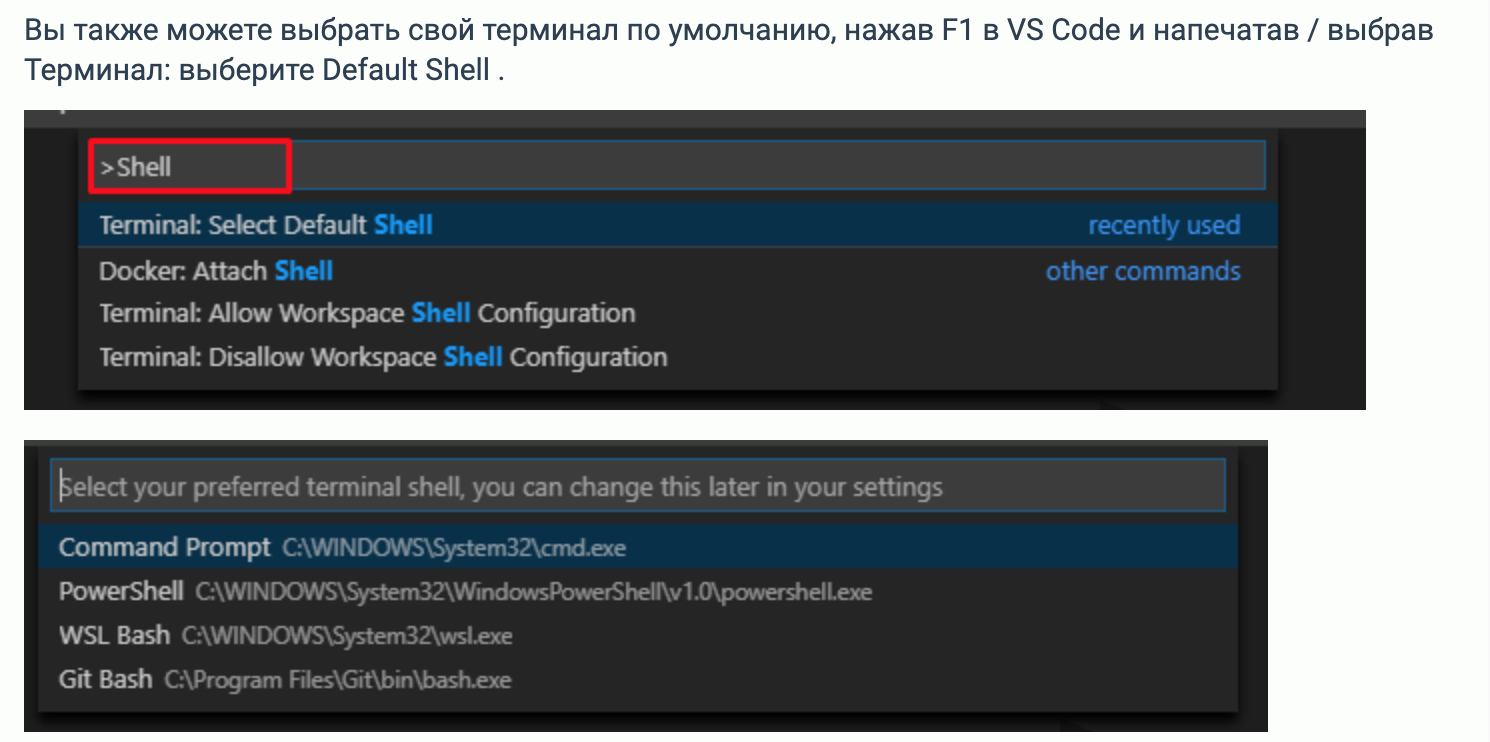 Вы также можете выбрать свой терминал по умолчанию, нажав F1 в VS Code и напечатав / выбрав
Терминал: выберите Default Shell .
>Shell
Terminal: Select Default Shell recently used
Docker: Attach Shell other commands
Terminal: Allow Workspace Shell Configuration
Terminal: Disallow Workspace Shell Configuration
Select your preferred terminal shell, you can change this later in your settings
Command Prompt C:\WINDOWS\System32\cmd.exe
PowerShell C:\WINDOWS\System32\WindowsPowerShell\v1.0\powershell.exe
WSL Bash C:\WINDOWS\System32\wsl.exe
Git Bash C:\Program Files\Git\bin\bash.exe